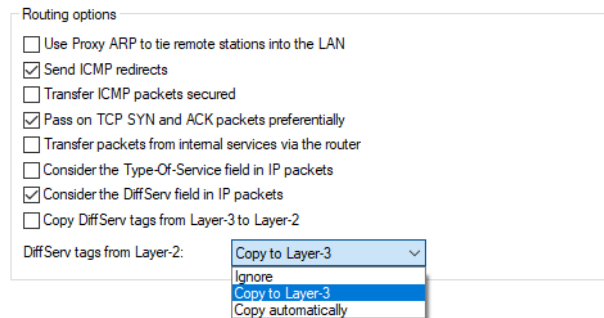 Routing options
Use Proxy ARP to tie remote stations into the LAN
Send ICMP redirects
Transfer ICMP packets secured
Pass on TCP SYN and ACK packets preferentially
Transfer packets from internal services via the router
Consider the Type-Of-Service field in IP packets
Consider the DiffServ field in IP packets
Copy DiffServ tags from Layer-3 to Layer-2
DiffServ tags from Layer-2: Copy to Layer-3
Ignore
Copy to Layer-3
Copy automatically